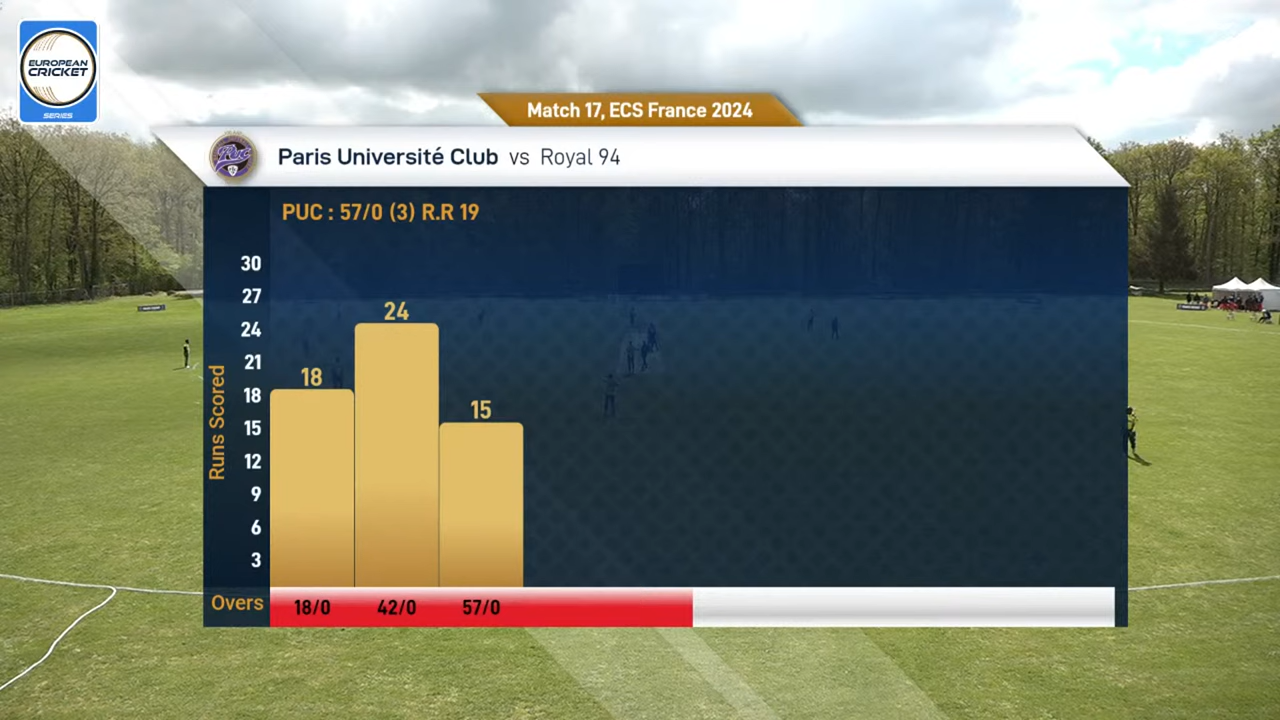 EUROPEAN
CRICKET
SERIES
Match 17, ECS France 2024
Puc
Paris Université Club vs Royal 94
PUC : 57/0 (3) R.R 19
Runs Scored
30
27
24
21
18
15
12
9
6
3
18
24
15
Overs
18/0
42/0
57/0